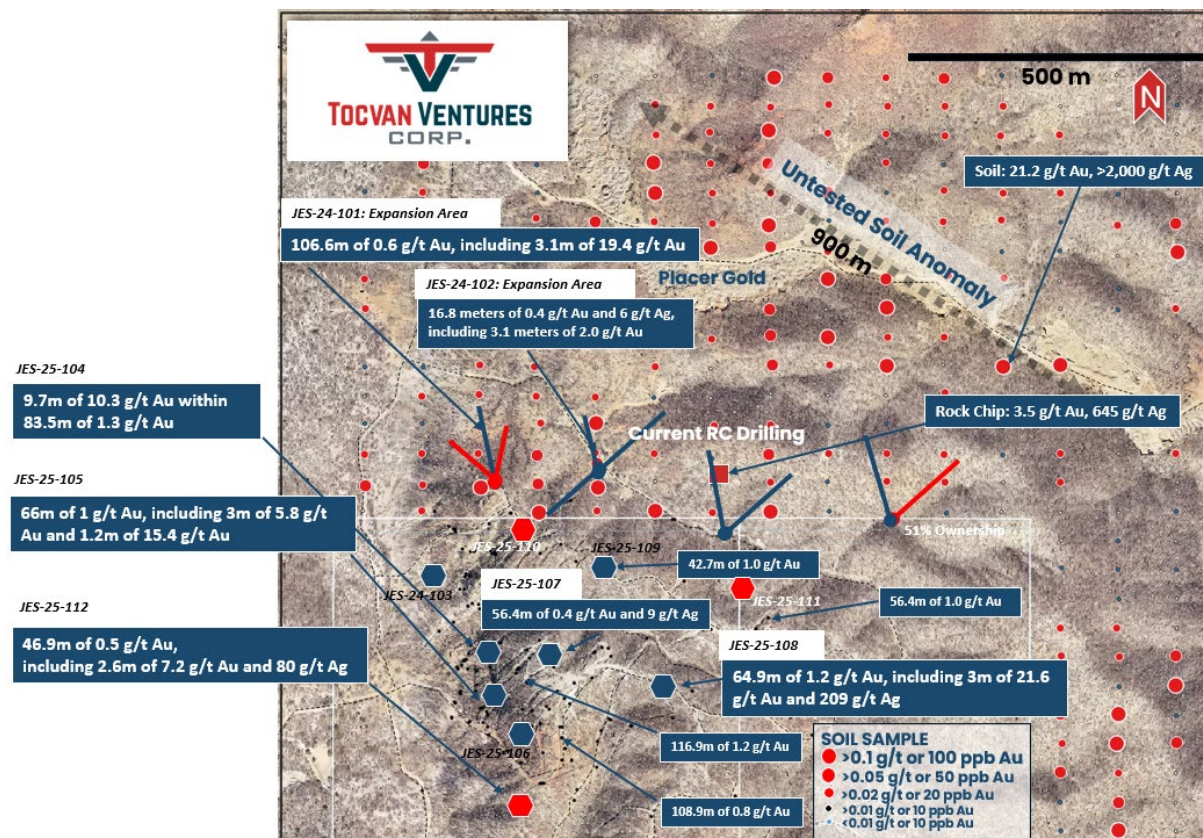 TOCVAN VENTURES
CORP.
500 m
N
Soil: 21.2 g/t Au, >2,000 g/t Ag
Untested Soil Anomaly
900 m
Placer Gold
JES-24-101: Expansion Area
106.6m of 0.6 g/t Au, including 3.1m of 19.4 g/t Au
JES-24-102: Expansion Area
16.8 meters of 0.4 g/t Au and 6 g/t Ag,
including 3.1 meters of 2.0 g/t Au
JES-25-104
9.7m of 10.3 g/t Au within
83.5m of 1.3 g/t Au
Rock Chip: 3.5 g/t Au, 645 g/t Ag
Current RC Drilling
JES-25-105
66m of 1 g/t Au, including 3m of 5.8 g/t
Au and 1.2m of 15.4 g/t Au
51% Ownership
JES-25-110
JES-25-109
42.7m of 1.0 g/t Au
JES-24-103
JES-25-107
56.4m of 0.4 g/t Au and 9 g/t Ag
JES-25-111
56.4m of 1.0 g/t Au
JES-25-112
46.9m of 0.5 g/t Au,
including 2.6m of 7.2 g/t Au and 80 g/t Ag
JES-25-108
64.9m of 1.2 g/t Au, including 3m of 21.6
g/t Au and 209 g/t Ag
JES-25-106
116.9m of 1.2 g/t Au
108.9m of 0.8 g/t Au
SOIL SAMPLE
>0.1 g/t or 100 ppb Au
>0.05 g/t or 50 ppb Au
>0.02 g/t or 20 ppb Au
>0.01 g/t or 10 ppb Au
<0.01 g/t or 10 ppb Au